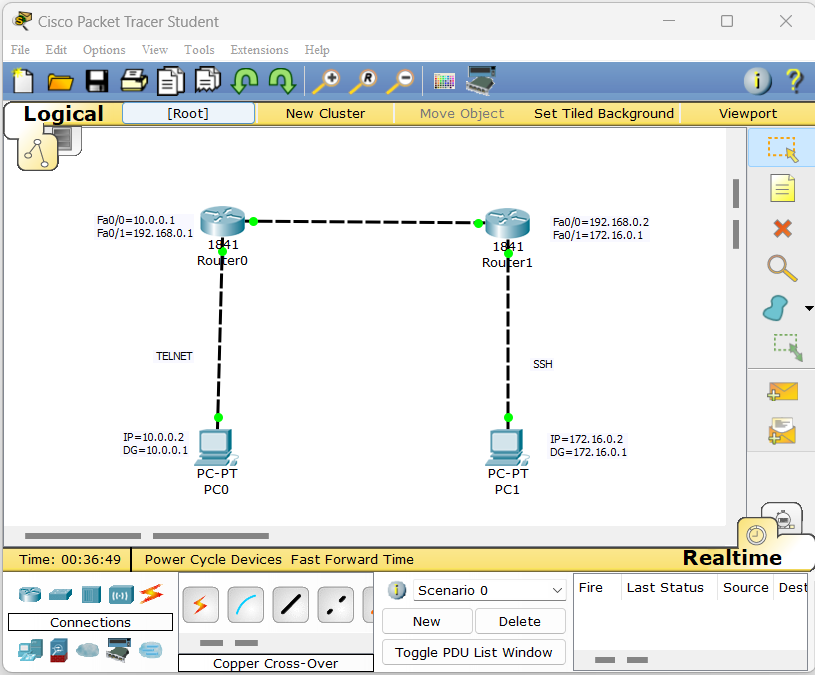 Cisco Packet Tracer Student
File Edit Options View Tools Extensions Help
Logical [Root] New Cluster Move Object Set Tiled Background Viewport
Fa0/0=10.0.0.1
Fa0/1=192.168.0.1
1841
Router0
1841
Router1
Fa0/0=192.168.0.2
Fa0/1=172.16.0.1
TELNET
SSH
IP=10.0.0.2
DG=10.0.0.1
PC-PT
PC0
PC-PT
PC1
IP=172.16.0.2
DG=172.16.0.1
Time: 00:36:49 Power Cycle Devices Fast Forward Time Realtime
Connections
Copper Cross-Over
Scenario 0
New Delete
Toggle PDU List Window
Fire Last Status Source Dest